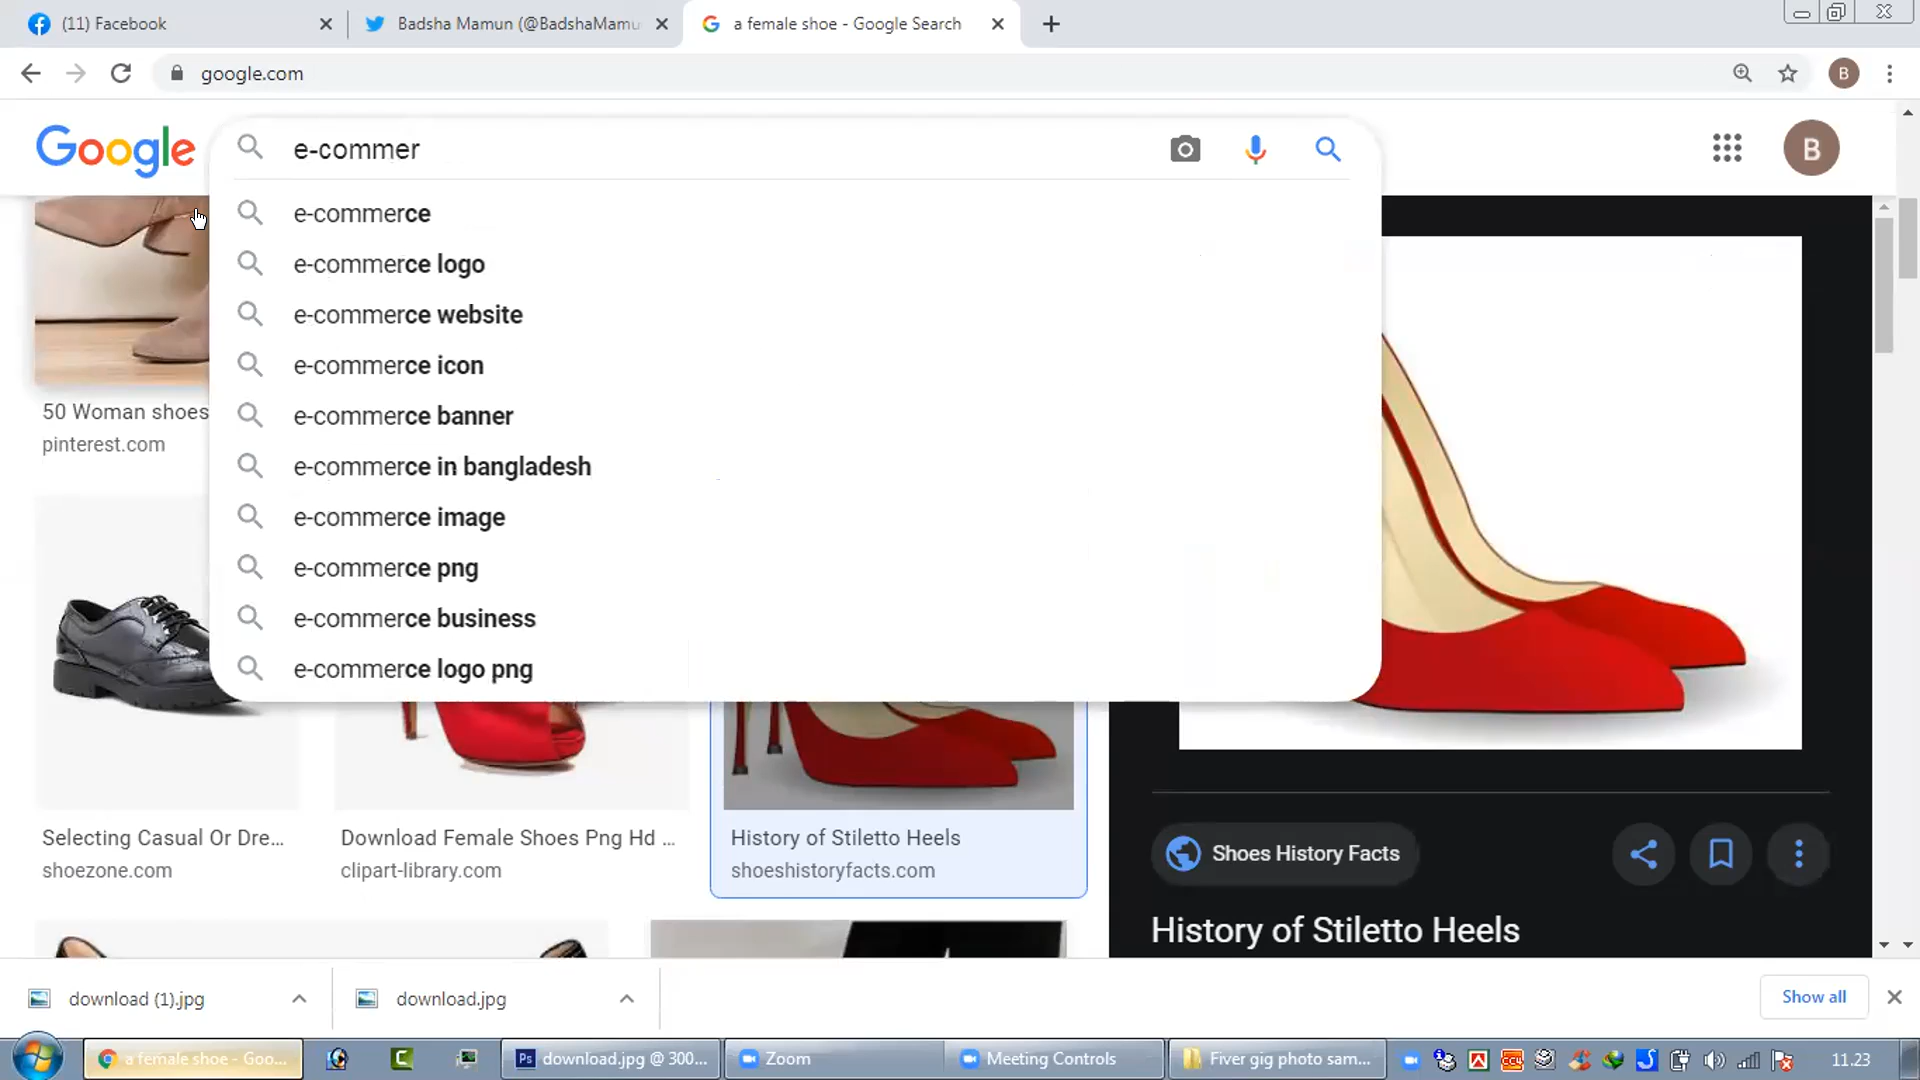 (11) Facebook
Badsha Mamun (@BadshaMamu
a female shoe - Google Search
google.com
B
Google
e-commer
B
e-commerce
e-commerce logo
e-commerce website
e-commerce icon
e-commerce banner
e-commerce in bangladesh
e-commerce image
e-commerce png
e-commerce business
e-commerce logo png
50 Woman shoes
pinterest.com
Selecting Casual Or Dre...
shoezone.com
Download Female Shoes Png Hd ...
clipart-library.com
History of Stiletto Heels
shoeshistoryfacts.com
Shoes History Facts
History of Stiletto Heels
download (1).jpg
download.jpg
Show all
a female shoe - Goo...
Ps
download.jpg @ 300...
Zoom
Meeting Controls
Fiver gig photo sam...
11.23